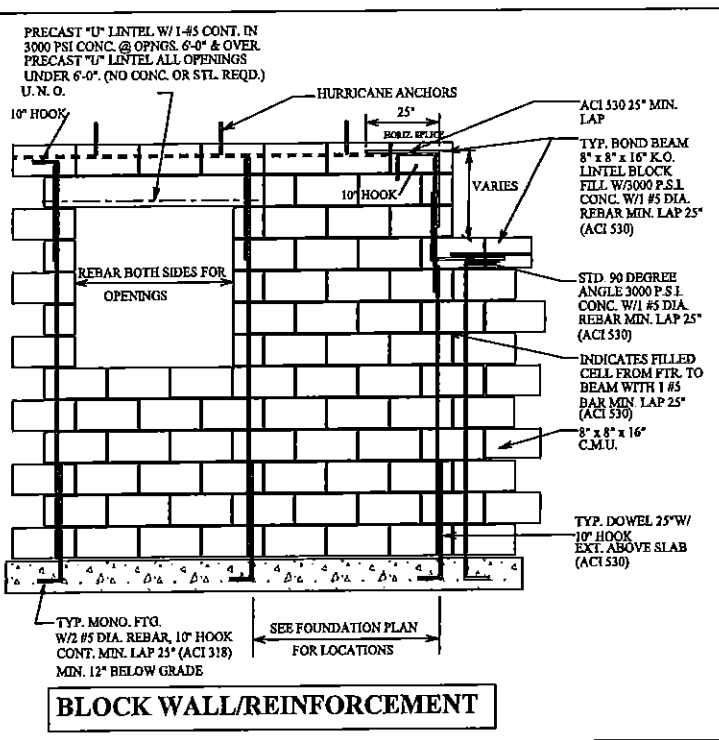 PRECAST "U" LINTEL W/ 1-#5 CONT. IN
3000 PSI CONC. @ OPNGS. 6'-0" & OVER.
PRECAST "U" LINTEL ALL OPENINGS
UNDER 6'-0". (NO CONC. OR STL. REQD.)
U. N. O.
10" HOOK
HURRICANE ANCHORS
25"
HORIZ. SPLICE
10" HOOK
VARIES
ACI 530 25" MIN.
LAP
TYP. BOND BEAM
8" x 8" x 16" K.O.
LINTEL BLOCK
FILL W/3000 P.S.I.
CONC. W/1 #5 DIA.
REBAR MIN. LAP 25"
(ACI 530)
REBAR BOTH SIDES FOR
OPENINGS
STD. 90 DEGREE
ANGLE 3000 P.S.I.
CONC. W/1 #5 DIA.
REBAR MIN. LAP 25"
(ACI 530)
INDICATES FILLED
CELL FROM FTR. TO
BEAM WITH 1 #5
BAR MIN. LAP 25"
(ACI 530)
8" x 8" x 16"
C.M.U.
TYP. DOWEL 25"W/
10" HOOK
EXT. ABOVE SLAB
(ACI 530)
TYP. MONO. FTG.
W/2 #5 DIA. REBAR, 10" HOOK
CONT. MIN. LAP 25" (ACI 318)
MIN. 12" BELOW GRADE
SEE FOUNDATION PLAN
FOR LOCATIONS
BLOCK WALL/REINFORCEMENT